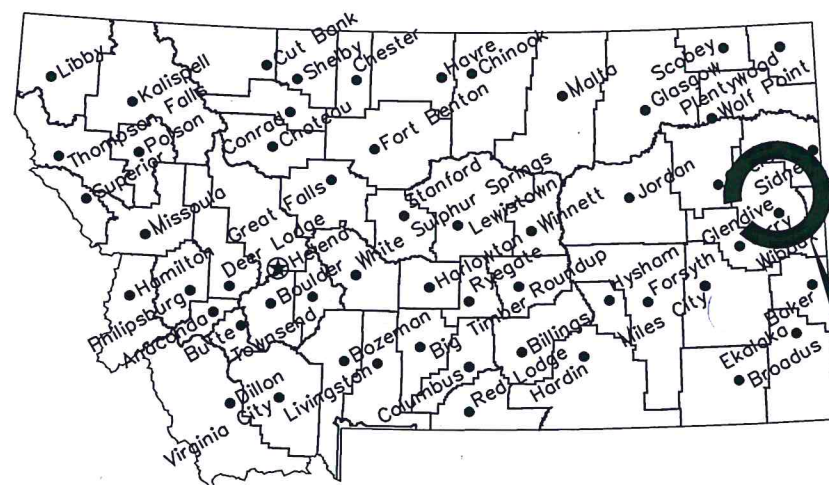 Libby
Kalispell
Cut Bank
Shelby
Chester
Havre
Chinook
Malta
Scobey
Glasgow
Plentywood
Wolf Point
Thompson Falls
Polson
Conrad
Choteau
Fort Benton
Superior
Missoula
Great Falls
Stanford
Lewistown
Winnett
Jordan
Glendive
Hamilton
Philipsburg
Deer Lodge
Helena
Boulder
White Sulphur Springs
Harlowton
Ryegate
Roundup
Hysham
Forsyth
Miles City
Baker
Anaconda
Butte
Townsend
Bozeman
Big Timber
Billings
Ekalaka
Broadus
Dillon
Virginia City
Livingston
Columbus
Red Lodge
Hardin